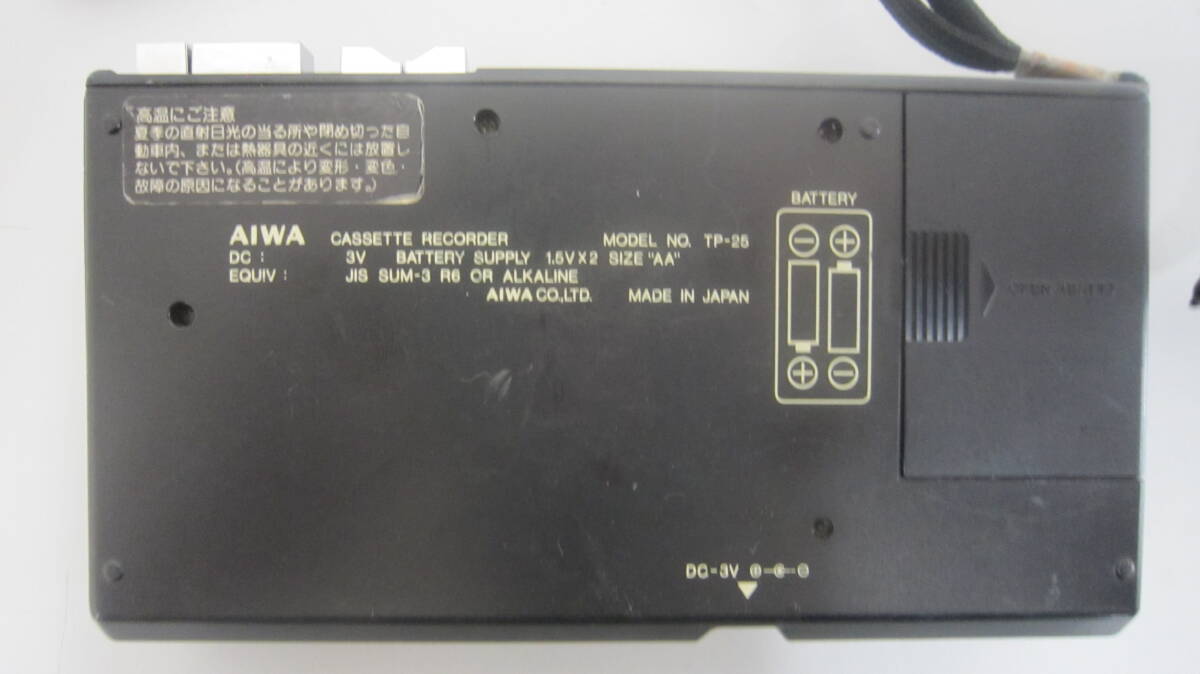 高温にご注意
夏季の直射日光の当る所や閉め切った自
動車内、または熱器具の近くには放置し
ないで下さい。(高温により変形・変色・
故障の原因になることがあります。)
AIWA CASSETTE RECORDER MODEL NO. TP-25
DC : 3V BATTERY SUPPLY 1.5V X 2 SIZE "AA"
EQUIV : JIS SUM-3 R6 OR ALKALINE
AIWA CO.,LTD. MADE IN JAPAN
BATTERY
OPEN
DC=3V